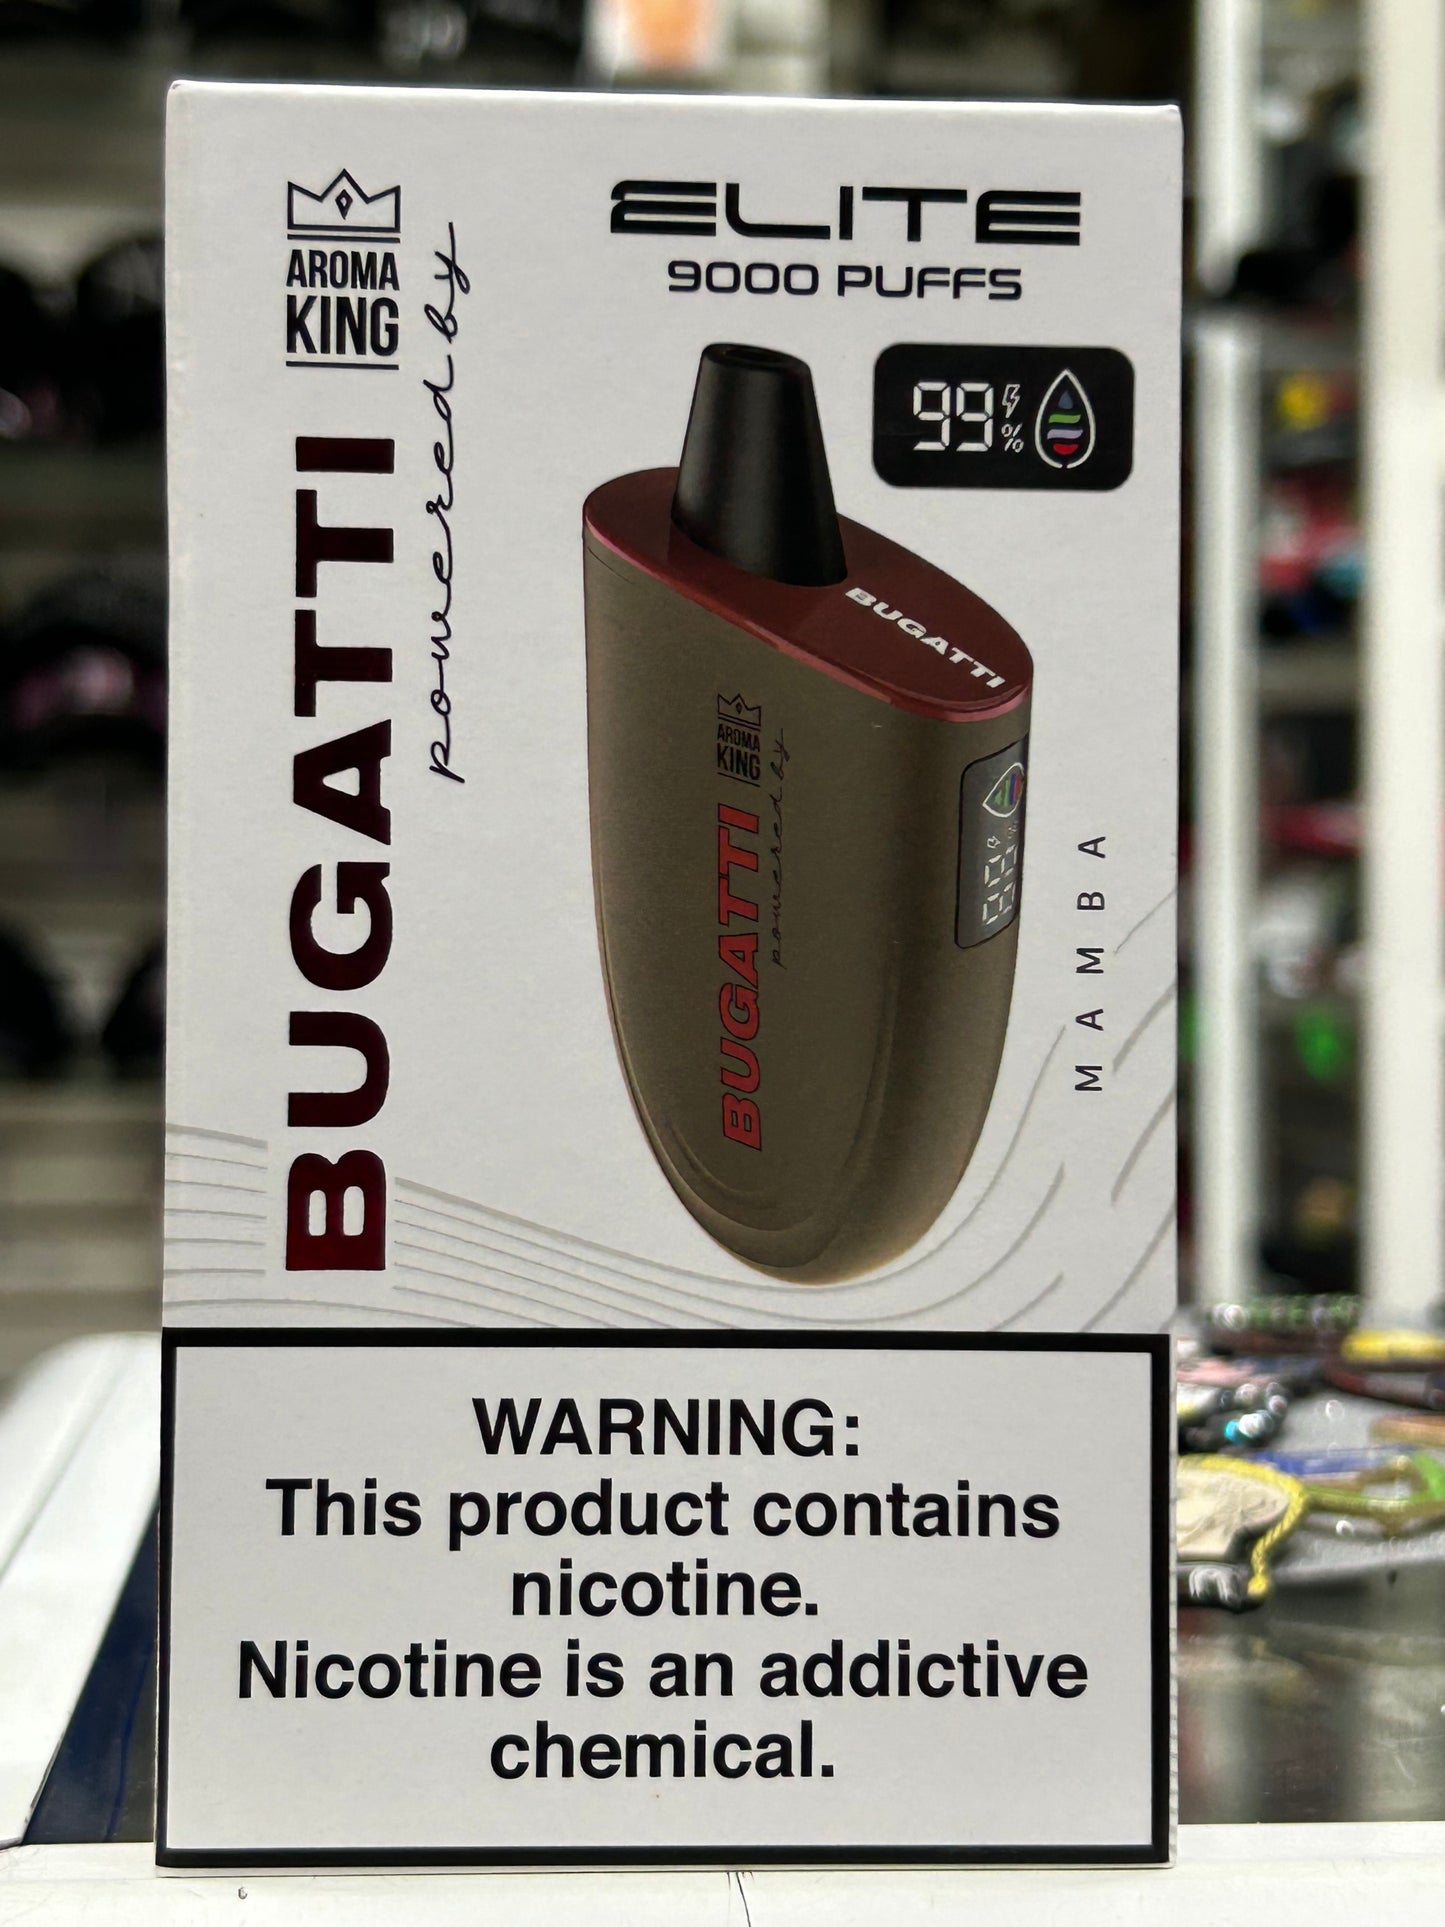 AROMA
KING
BUGATTI
powered by
ELITE
9000 PUFFS
99%
BUGATTI
AROMA
KING
BUGATTI
powered by
MAMBA
WARNING:
This product contains
nicotine.
Nicotine is an addictive
chemical.